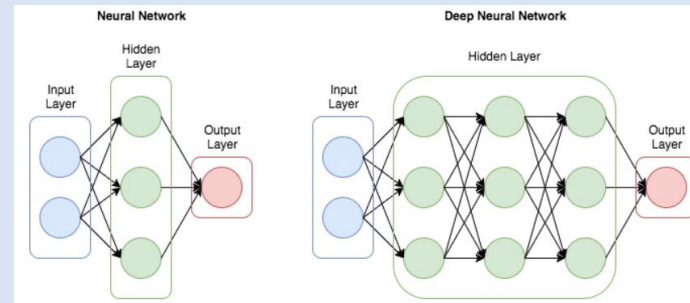 Neural Network
Hidden
Layer
Input
Layer
Output
Layer
Deep Neural Network
Hidden Layer
Input
Layer
Output
Layer